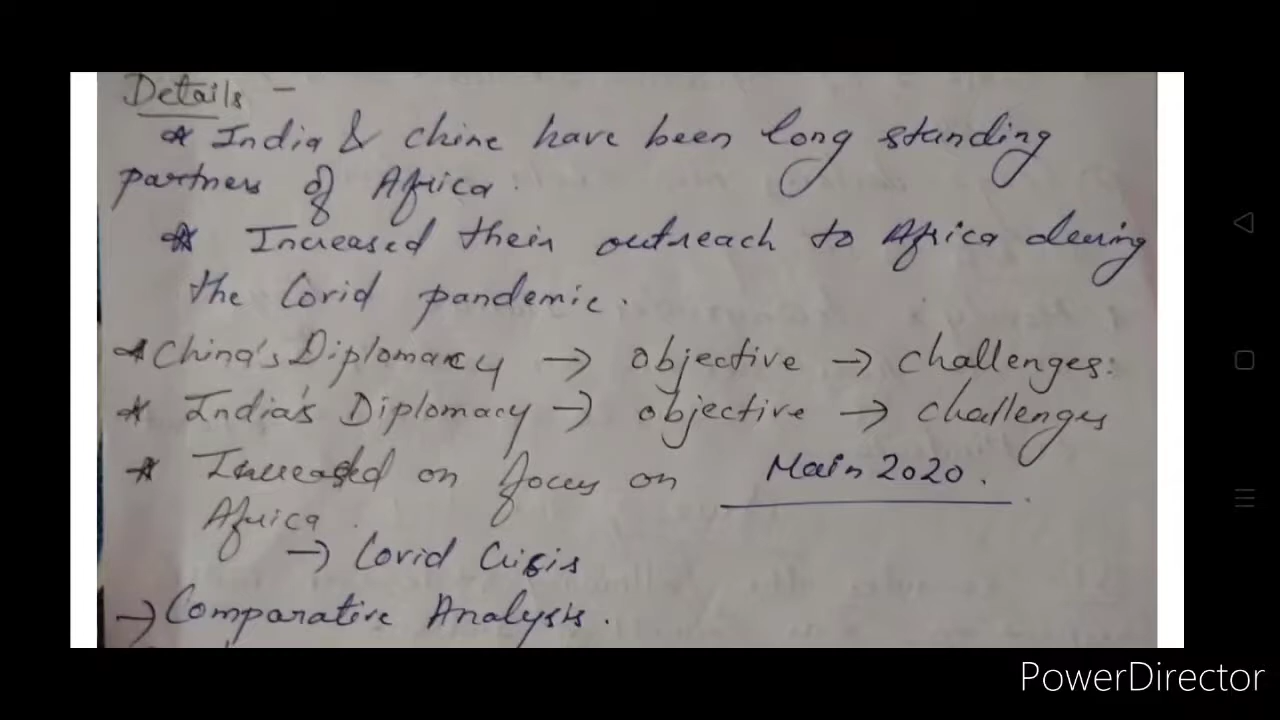 Details -
* India & chine have been long standing
partners of Africa.
* Increased their outreach to Africa during
the Covid pandemic.
* China's Diplomacy → objective → challenges:
* India's Diplomacy → objective → challenges
* Increased on focus on Main 2020.
Africa.
→ Covid Crisis
→ Comparative Analysis.
PowerDirector